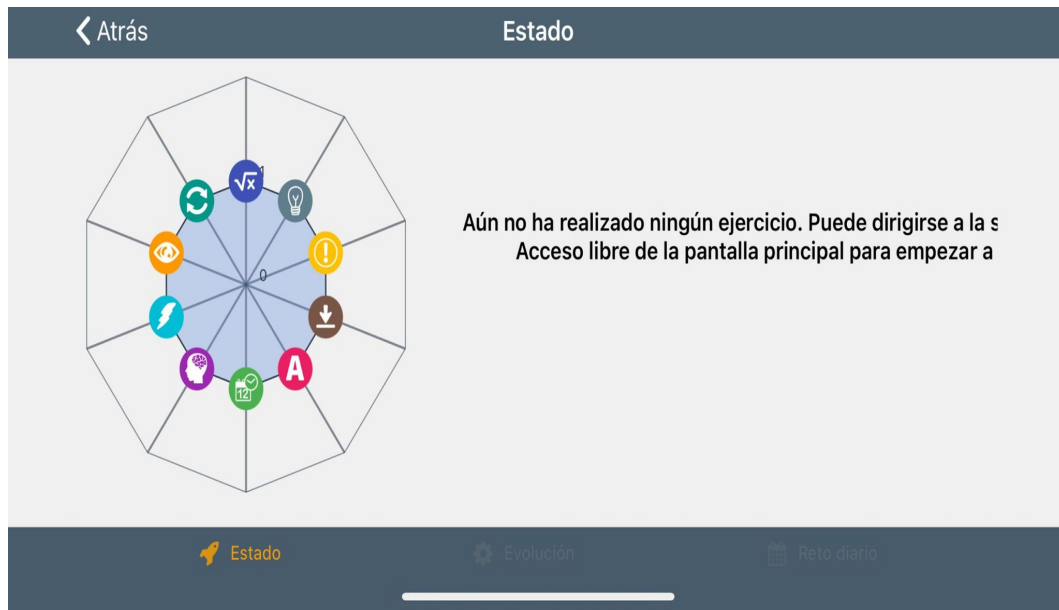 Atrás
Estado
1
0
12
A
Aún no ha realizado ningún ejercicio. Puede dirigirse a la s
Acceso libre de la pantalla principal para empezar a
Estado
Evolución
Reto diario